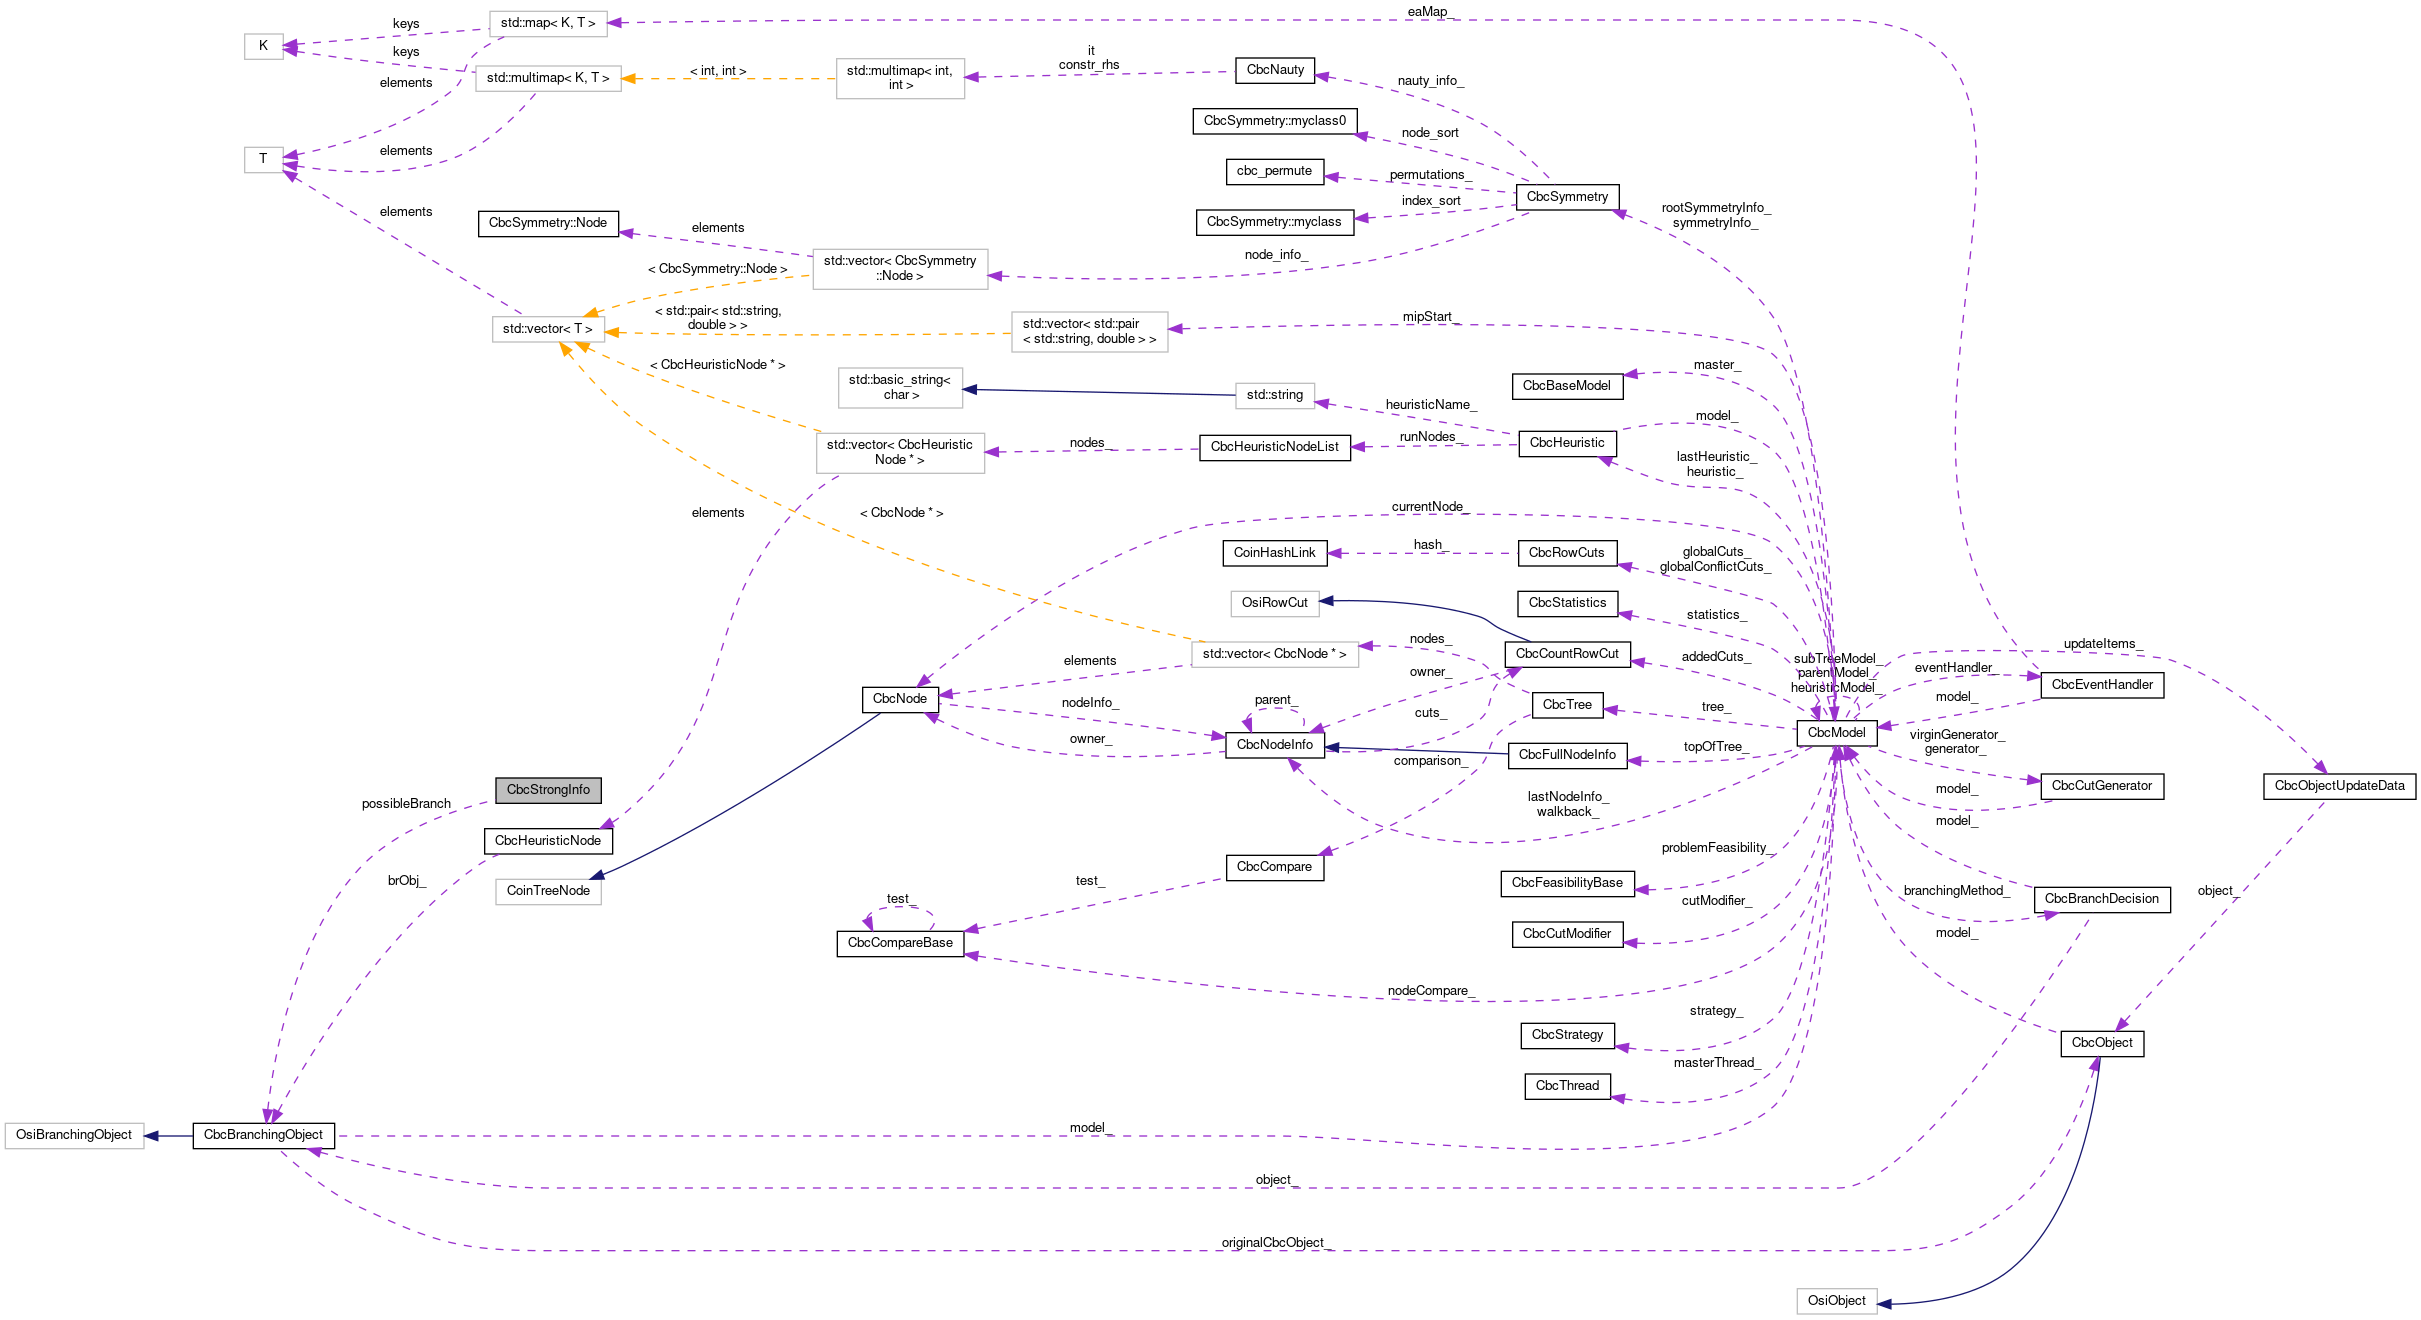 eaMap_
std::map< K, T >
keys
K
keys
it
constr_rhs
CbcNauty
< int, int >
std::multimap< int,
int >
std::multimap< K, T >
nauty_info_
elements
CbcSymmetry::myclass0
node_sort
elements
T
cbc_permute
permutations_
CbcSymmetry
index_sort
elements
CbcSymmetry::Node
elements
CbcSymmetry::myclass
rootSymmetryInfo_
symmetryInfo_
node_info_
std::vector< CbcSymmetry
::Node >
< CbcSymmetry::Node >
< std::pair< std::string,
double > >
std::vector< T >
std::vector< std::pair
< std::string, double > >
mipStart_
< CbcHeuristicNode * >
master_
CbcBaseModel
std::basic_string<
char >
std::string
heuristicName_
model_
std::vector< CbcHeuristic
Node * >
nodes_
CbcHeuristicNodeList
runNodes_
CbcHeuristic
lastHeuristic_
heuristic_
elements
< CbcNode * >
currentNode_
CoinHashLink
hash_
CbcRowCuts
globalCuts_
globalConflictCuts_
OsiRowCut
CbcStatistics
statistics_
nodes_
std::vector< CbcNode * >
CbcCountRowCut
addedCuts_
subTreeModel_
parentModel_
heuristicModel_
updateItems_
elements
owner_
eventHandler_
CbcEventHandler
CbcNode
nodeInfo_
parent_
cuts_
CbcTree
tree_
model_
owner_
CbcNodeInfo
comparison_
CbcFullNodeInfo
topOfTree_
CbcModel
virginGenerator_
generator_
CbcStrongInfo
possibleBranch
lastNodeInfo_
walkback_
model_
CbcCutGenerator
CbcObjectUpdateData
model_
CbcHeuristicNode
problemFeasibility_
brObj_
CoinTreeNode
CbcCompare
test_
CbcFeasibilityBase
branchingMethod_
CbcBranchDecision
object_
test_
cutModifier_
CbcCompareBase
CbcCutModifier
model_
nodeCompare_
strategy_
CbcStrategy
CbcObject
masterThread_
CbcThread
OsiBranchingObject
CbcBranchingObject
model_
object_
originalCbcObject_
OsiObject